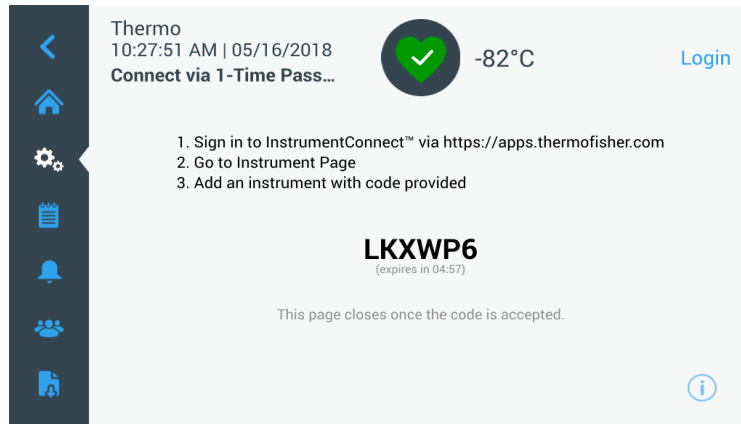 Thermo
10:27:51 AM | 05/16/2018
Connect via 1-Time Pass...
-82°C
Login
1. Sign in to InstrumentConnect™ via https://apps.thermofisher.com
2. Go to Instrument Page
3. Add an instrument with code provided
LKXWP6
(expires in 04:57)
This page closes once the code is accepted.